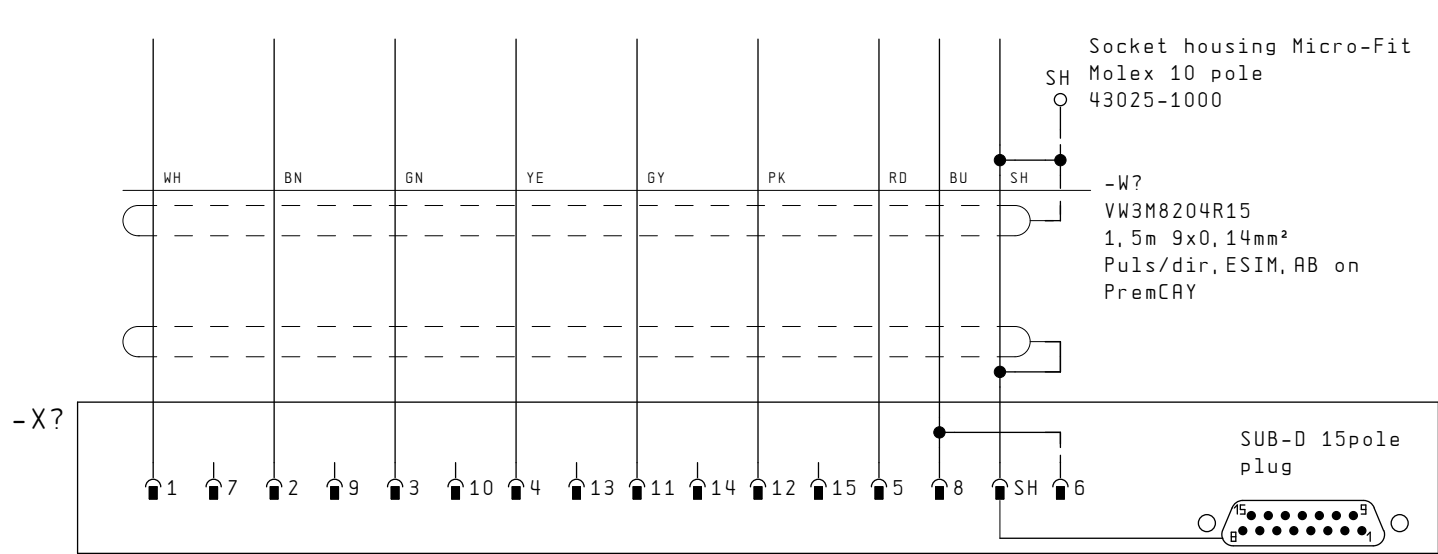 Socket housing Micro-Fit
SH Molex 10 pole
43025-1000
WH BN GN YE GY PK RD BU SH
-W?
VW3M8204R15
1,5m 9x0,14mm²
Puls/dir,ESIM,AB on
PremCAY
-X?
SUB-D 15pole
plug
1 7 2 9 3 10 4 13 11 14 12 15 5 8 SH 6
15 9
8 1